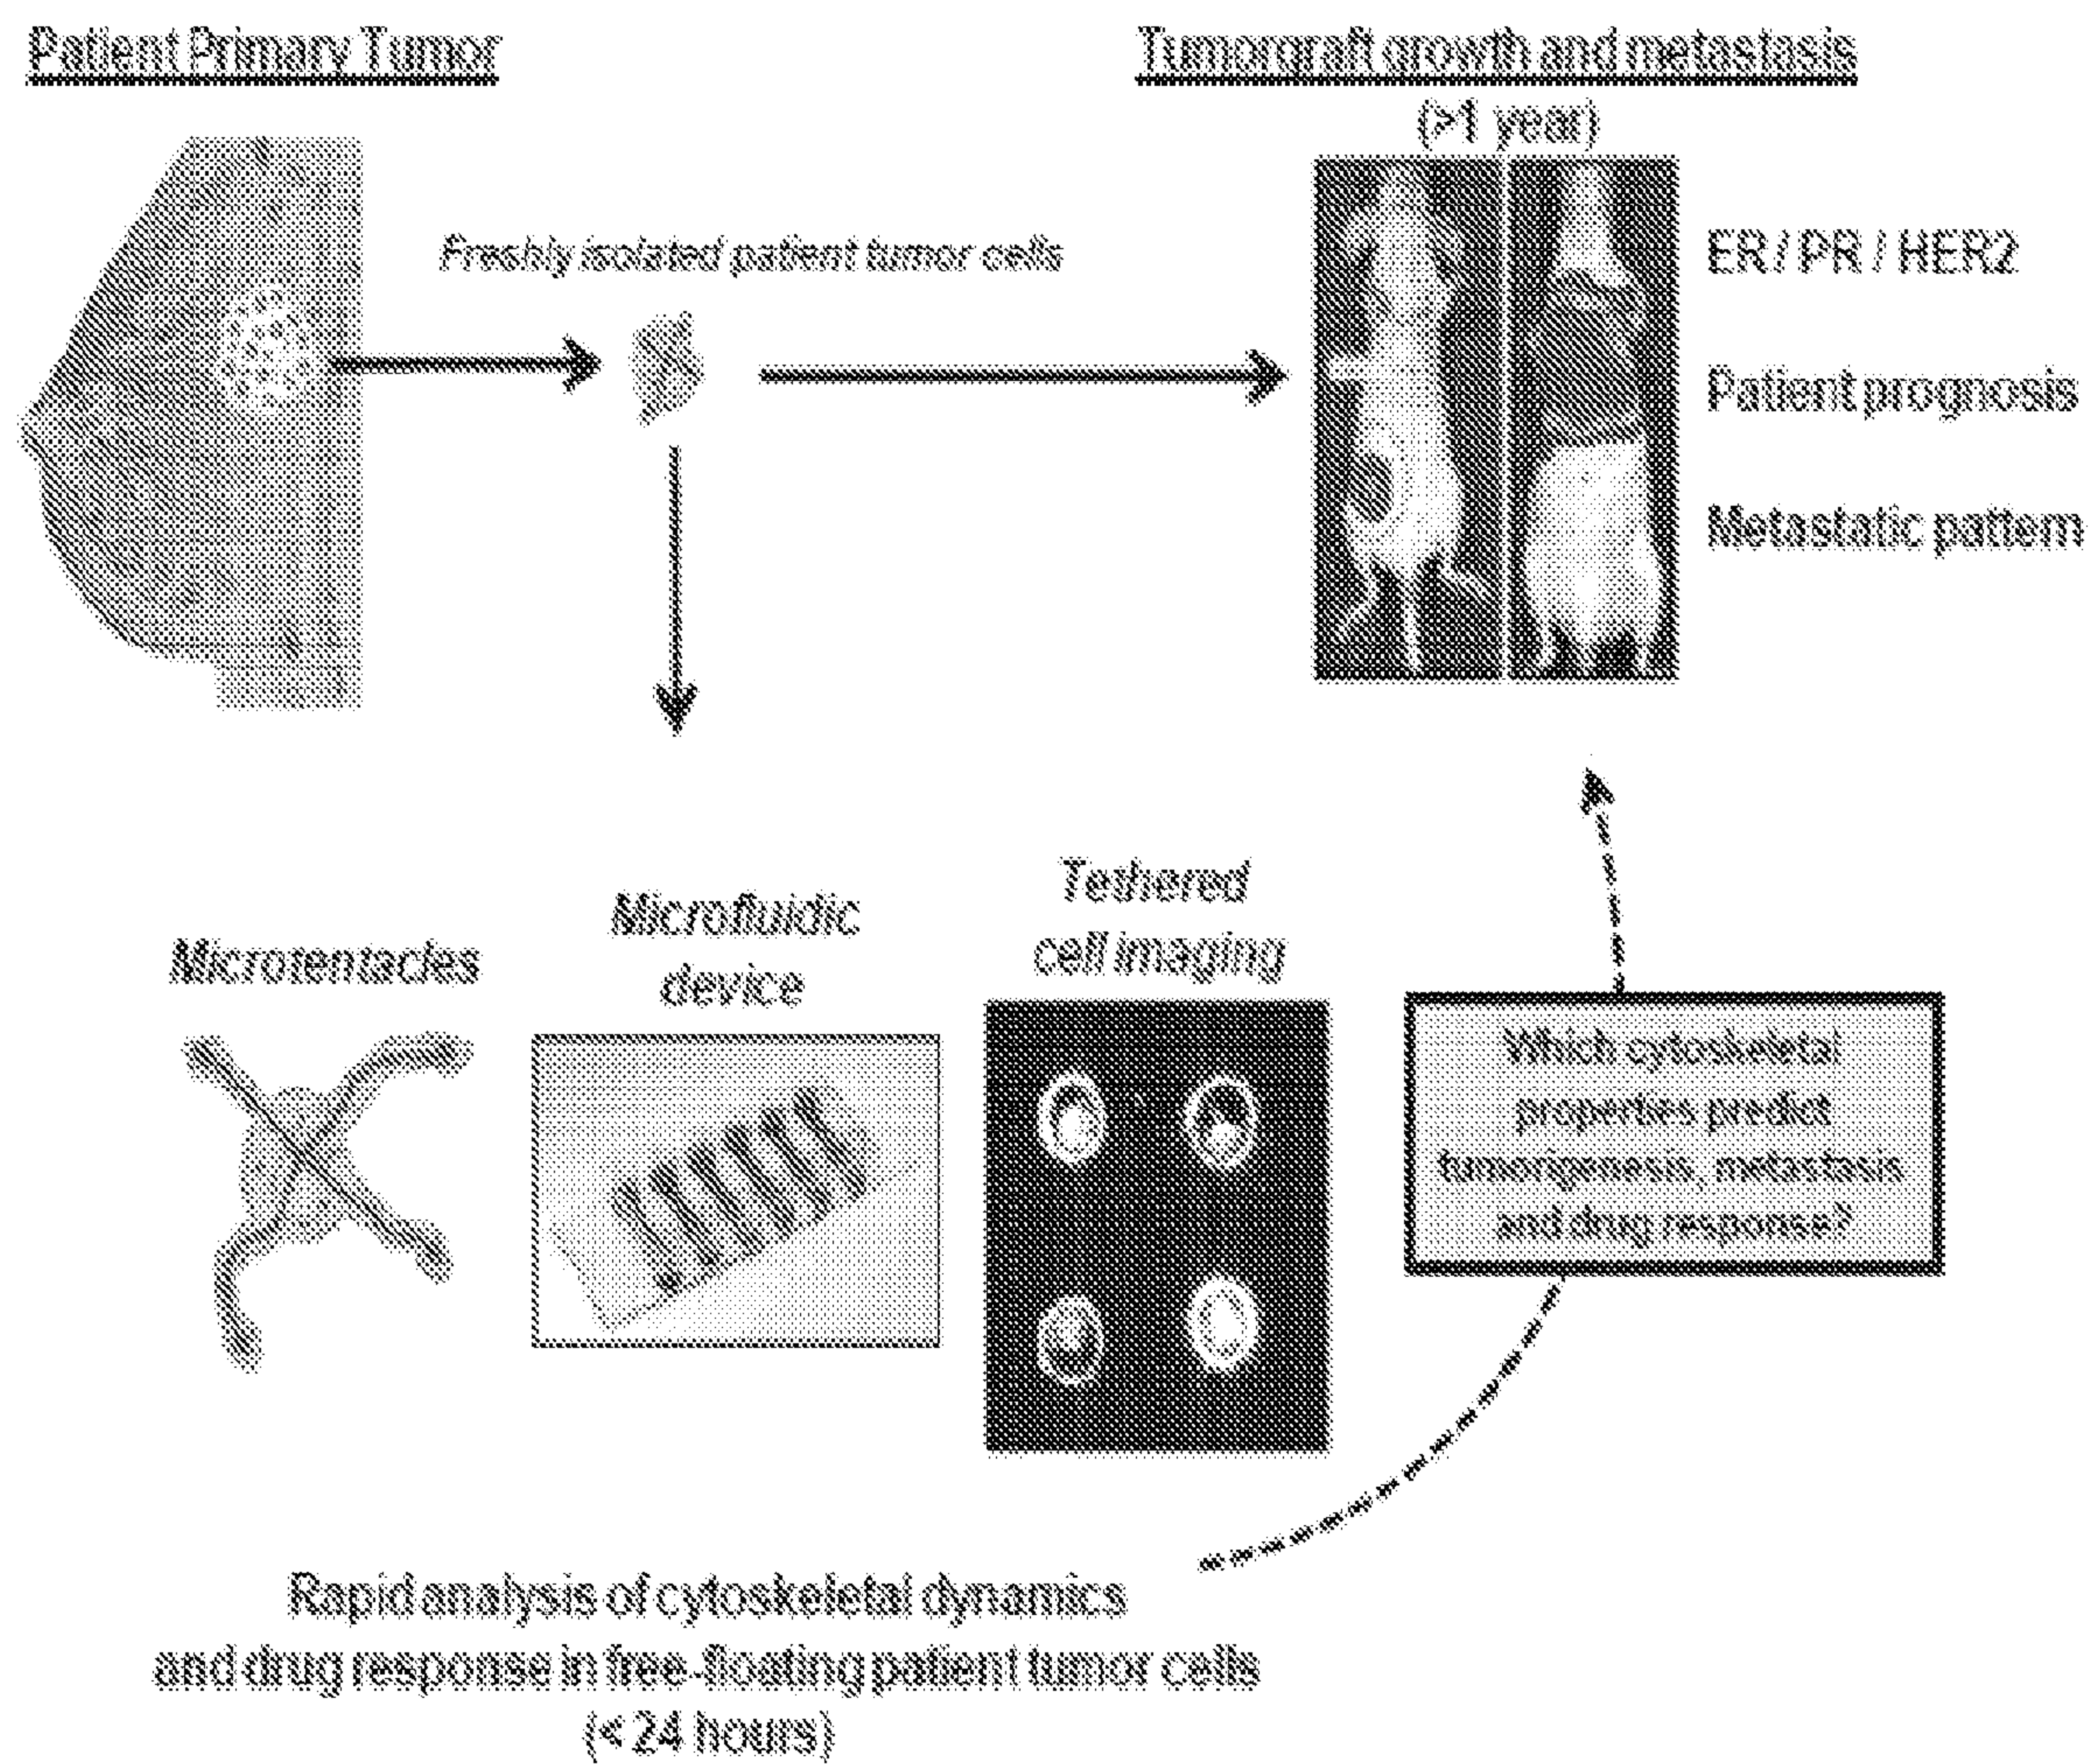 Patient Primary Tumor
Tumorgraft growth and metastasis
(>1 year)
Freshly isolated patient tumor cells
ER / PR / HER2
Patient prognosis
Metastatic pattern
Microtentacles
Microfluidic
device
Tethered
cell imaging
Which cytoskeletal
properties predict
tumorigenesis, metastasis
and drug response?
Rapid analysis of cytoskeletal dynamics
and drug response in free-floating patient tumor cells
(< 24 hours)